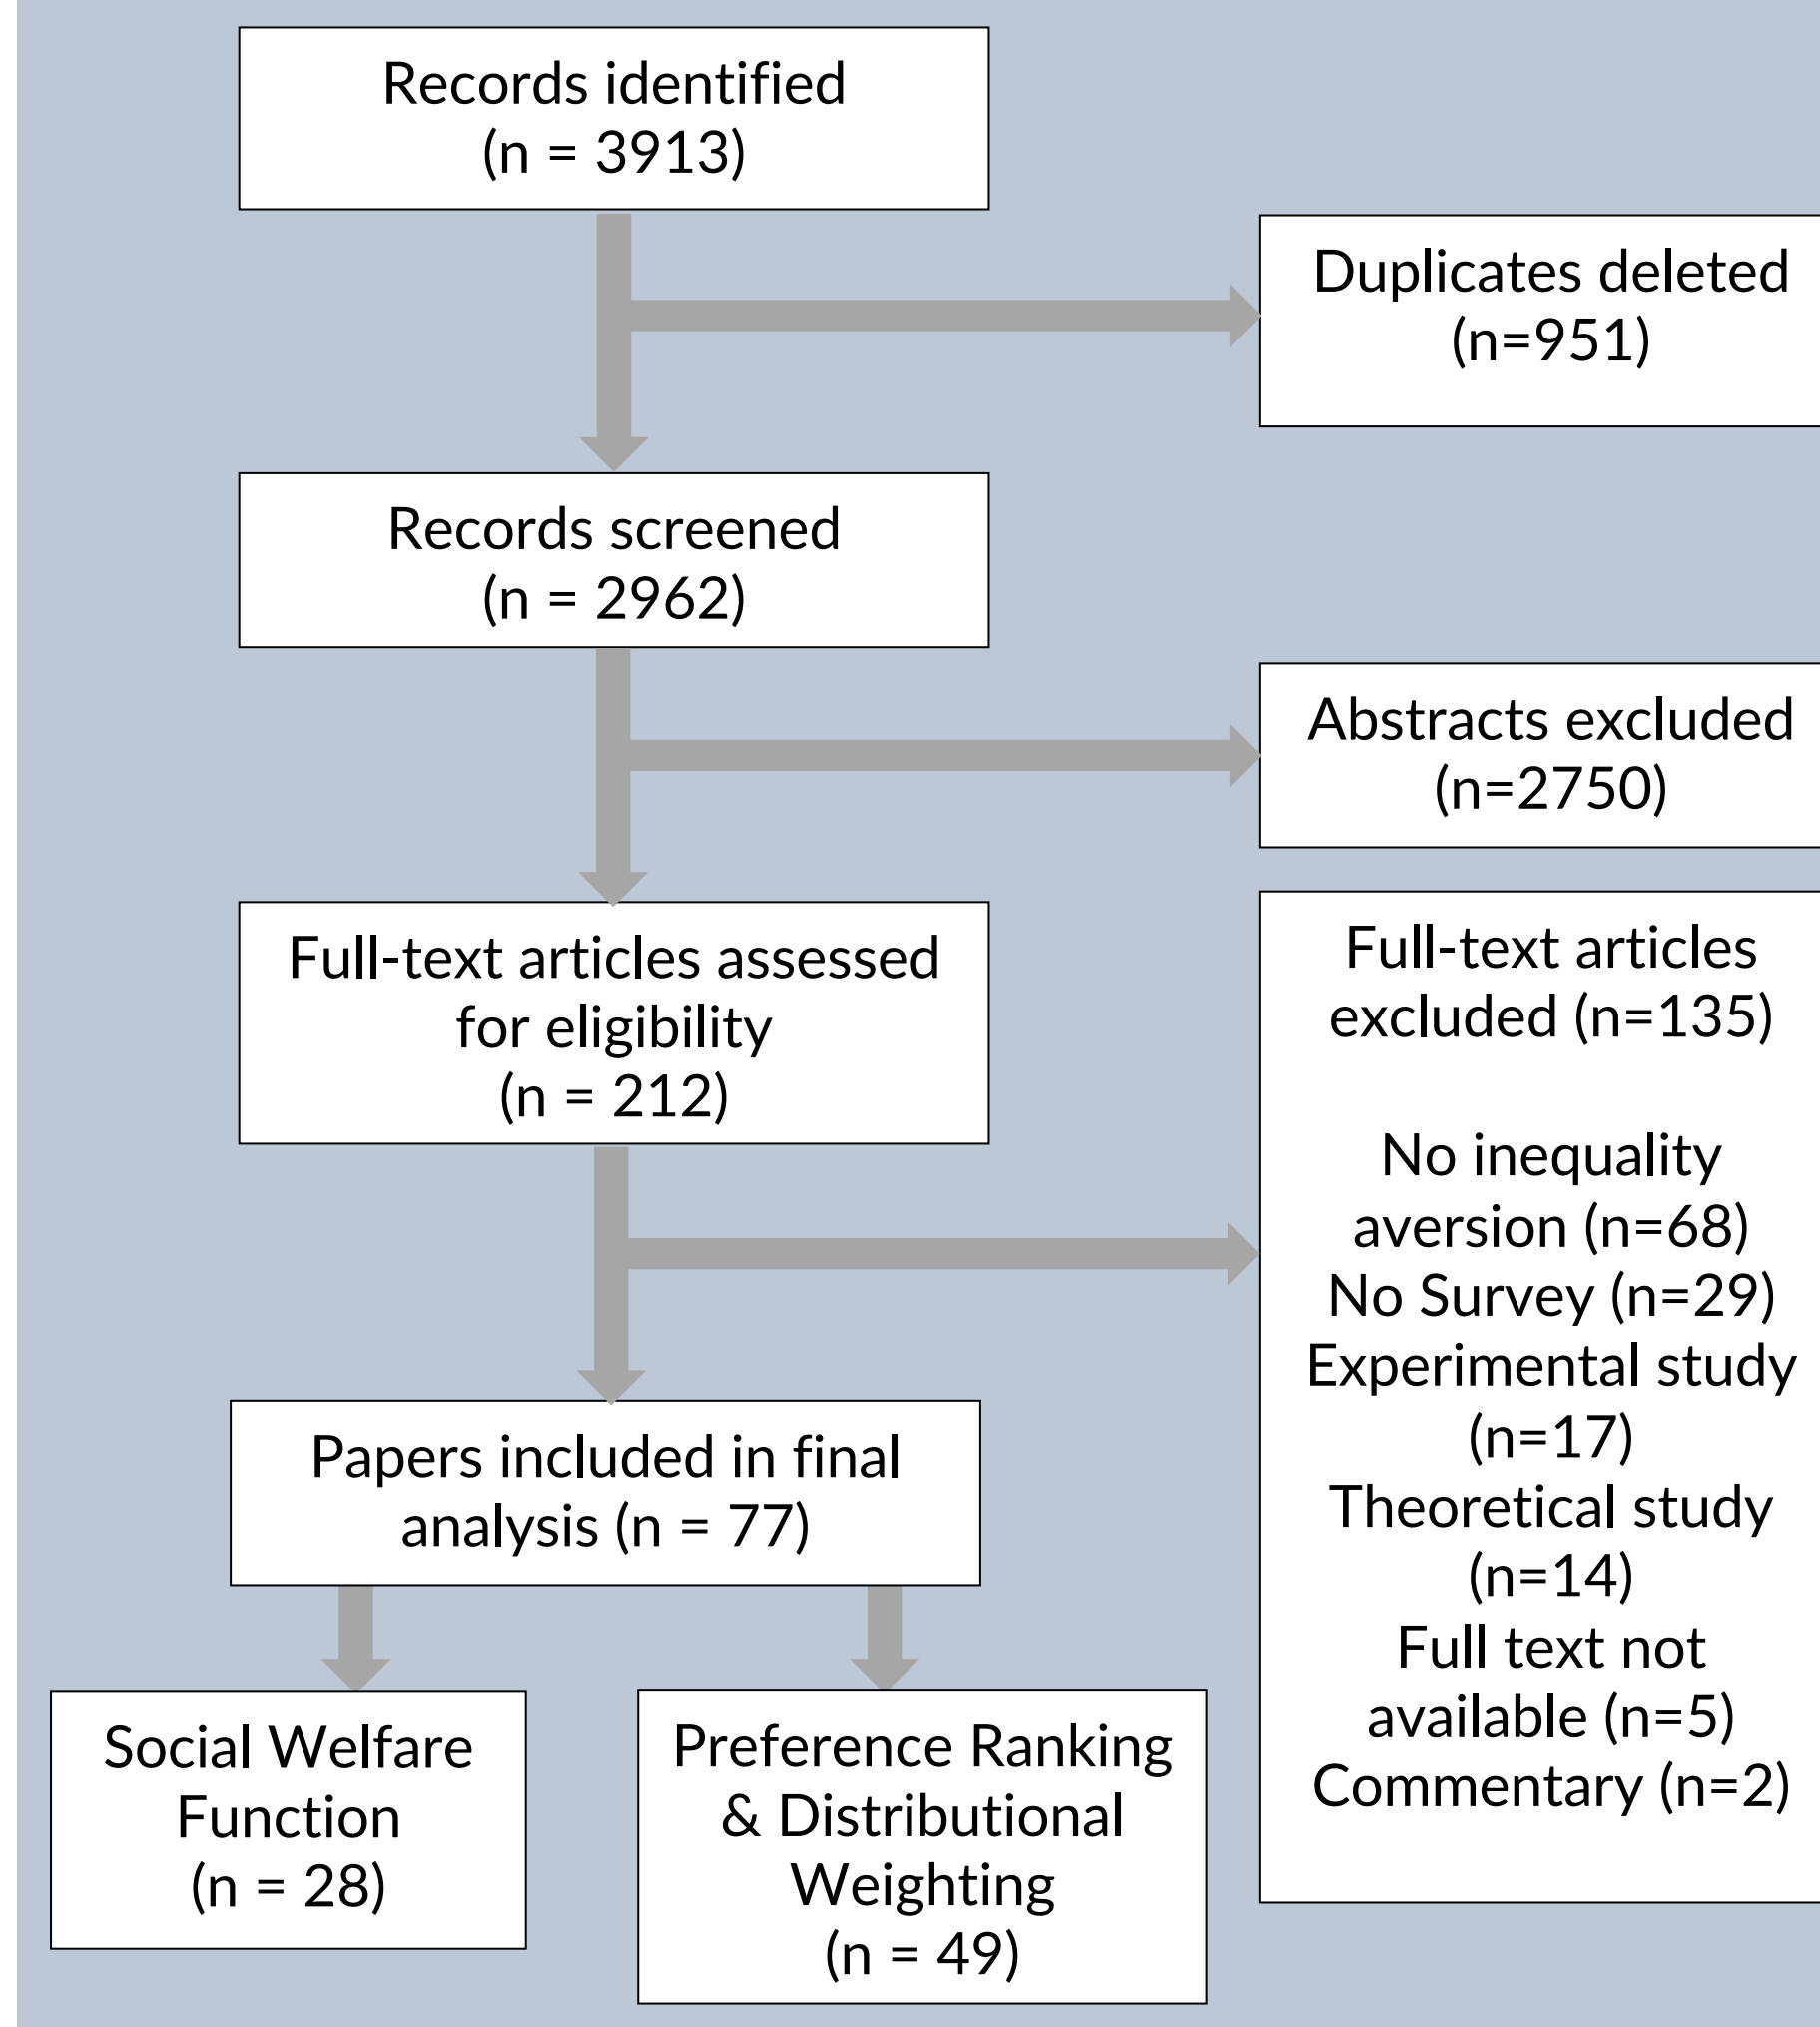 Records identified
(n = 3913)
Duplicates deleted
(n=951)
Records screened
(n = 2962)
Abstracts excluded
(n=2750)
Full-text articles assessed
for eligibility
(n = 212)
Full-text articles
excluded (n=135)
No inequality
aversion (n=68)
No Survey (n=29)
Experimental study
(n=17)
Theoretical study
(n=14)
Full text not
available (n=5)
Commentary (n=2)
Papers included in final
analysis (n = 77)
Social Welfare
Function
(n = 28)
Preference Ranking
& Distributional
Weighting
(n = 49)